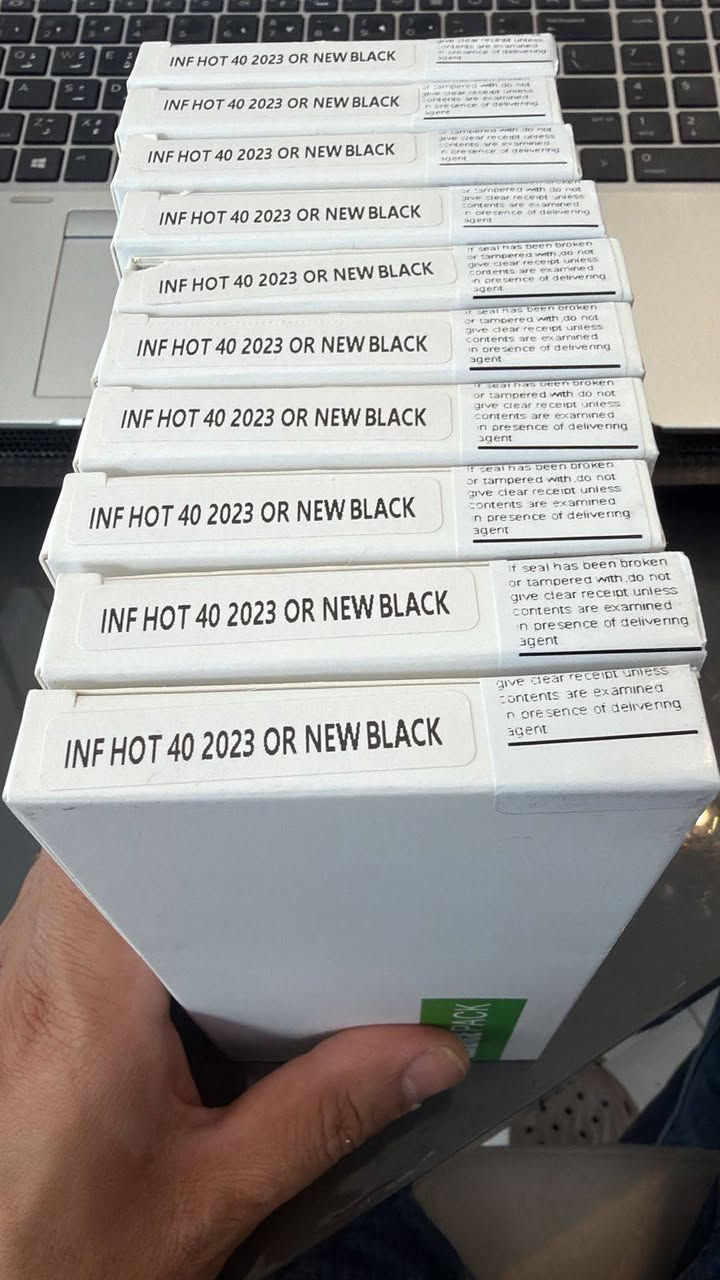 INF HOT 40 2023 OR NEW BLACK
give clear receipt unless
contents are examined
in presence of delivering
agent
INF HOT 40 2023 OR NEW BLACK
or tampered with do not
give clear receipt unless
contents are examined
n presence of delivering
agent
INF HOT 40 2023 OR NEW BLACK
or tampered with do not
give clear receipt unless
contents are examined
n presence of delivering
agent
INF HOT 40 2023 OR NEW BLACK
or tampered with do not
give clear receipt unless
contents are examined
n presence of delivering
agent
INF HOT 40 2023 OR NEW BLACK
if seal has been broken
or tampered with,do not
give clear receipt unless
contents are examined
in presence of delivering
agent
INF HOT 40 2023 OR NEW BLACK
if seal has been broken
or tampered with,do not
give clear receipt unless
contents are examined
in presence of delivering
agent
INF HOT 40 2023 OR NEW BLACK
if seal has been broken
or tampered with do not
give clear receipt unless
contents are examined
in presence of delivering
agent
INF HOT 40 2023 OR NEW BLACK
if seal has been broken
or tampered with,do not
give clear receipt unless
contents are examined
n presence of delivering
agent
INF HOT 40 2023 OR NEW BLACK
if seal has been broken
or tampered with,do not
give clear receipt unless
contents are examined
n presence of delivering
agent
INF HOT 40 2023 OR NEW BLACK
give clear receipt unless
contents are examined
n presence of delivering
agent
PACK